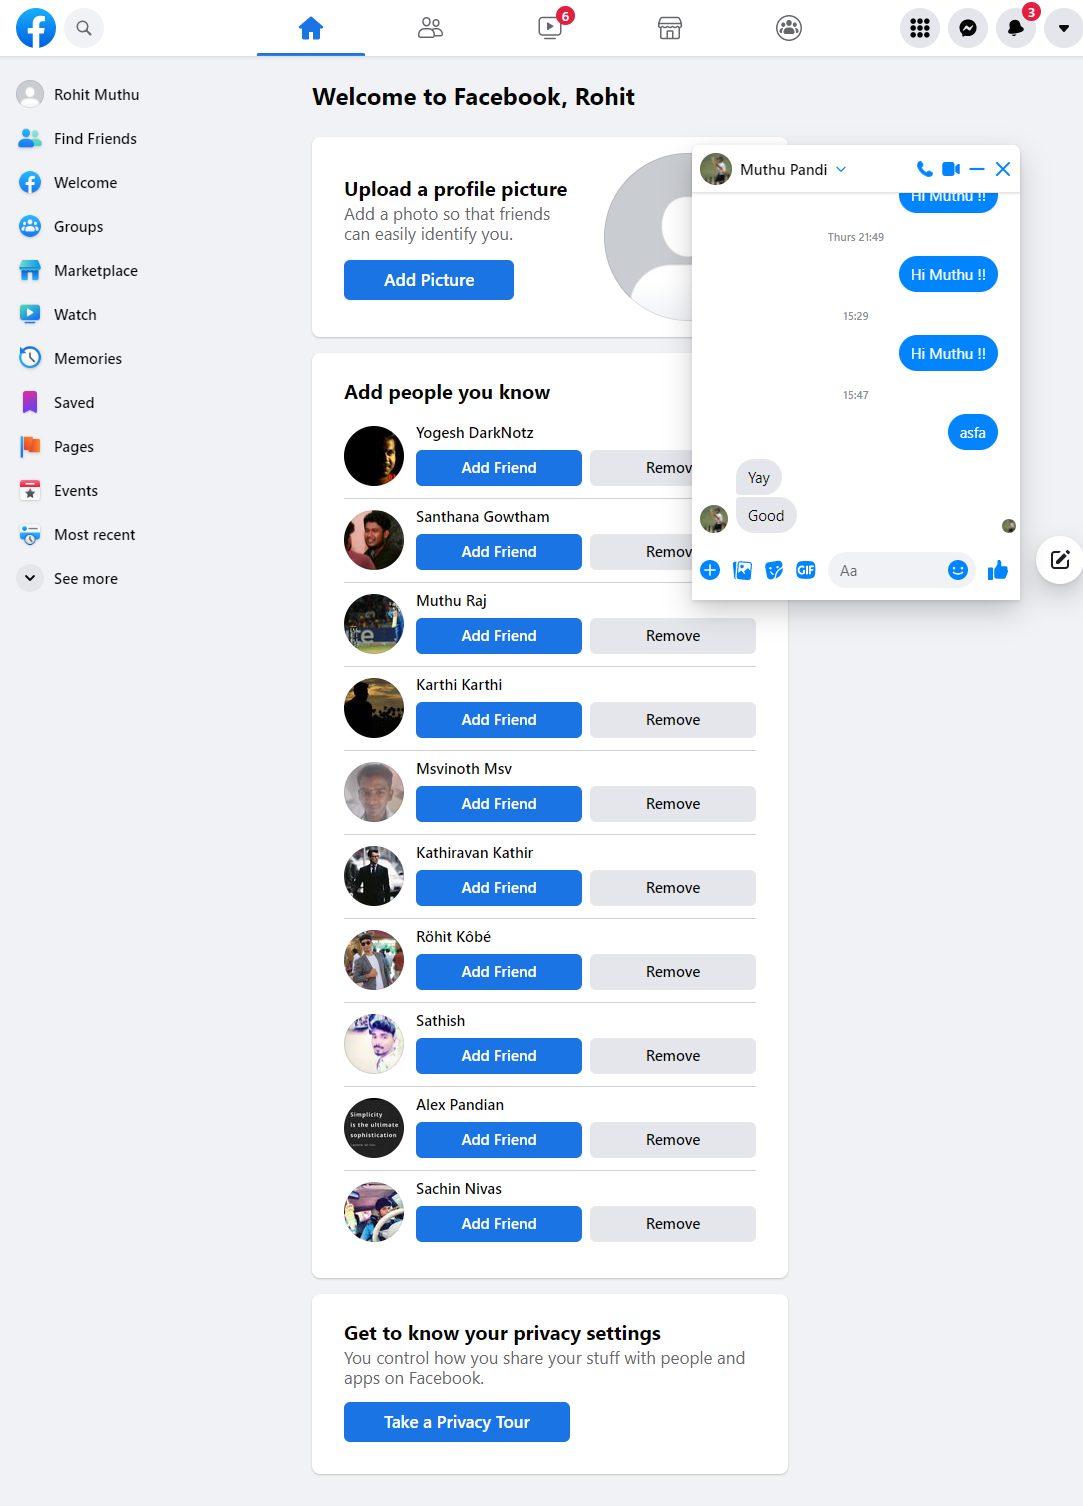 6
3
Rohit Muthu
Find Friends
Welcome
Groups
Marketplace
Watch
Memories
Saved
Pages
Events
Most recent
See more
Welcome to Facebook, Rohit
Upload a profile picture
Add a photo so that friends
can easily identify you.
Add Picture
Add people you know
Yogesh DarkNotz
Add Friend
Remov
Santhana Gowtham
Add Friend
Remov
Muthu Raj
Add Friend
Remove
Karthi Karthi
Add Friend
Remove
Msvinoth Msv
Add Friend
Remove
Kathiravan Kathir
Add Friend
Remove
Röhit Kôbé
Add Friend
Remove
Sathish
Add Friend
Remove
Simplicity
is the ultimate
sophistication
Alex Pandian
Add Friend
Remove
Sachin Nivas
Add Friend
Remove
Get to know your privacy settings
You control how you share your stuff with people and
apps on Facebook.
Take a Privacy Tour
Muthu Pandi
Hi Muthu !!
Thurs 21:49
Hi Muthu !!
15:29
Hi Muthu !!
15:47
asfa
Yay
Good
GIF
Aa